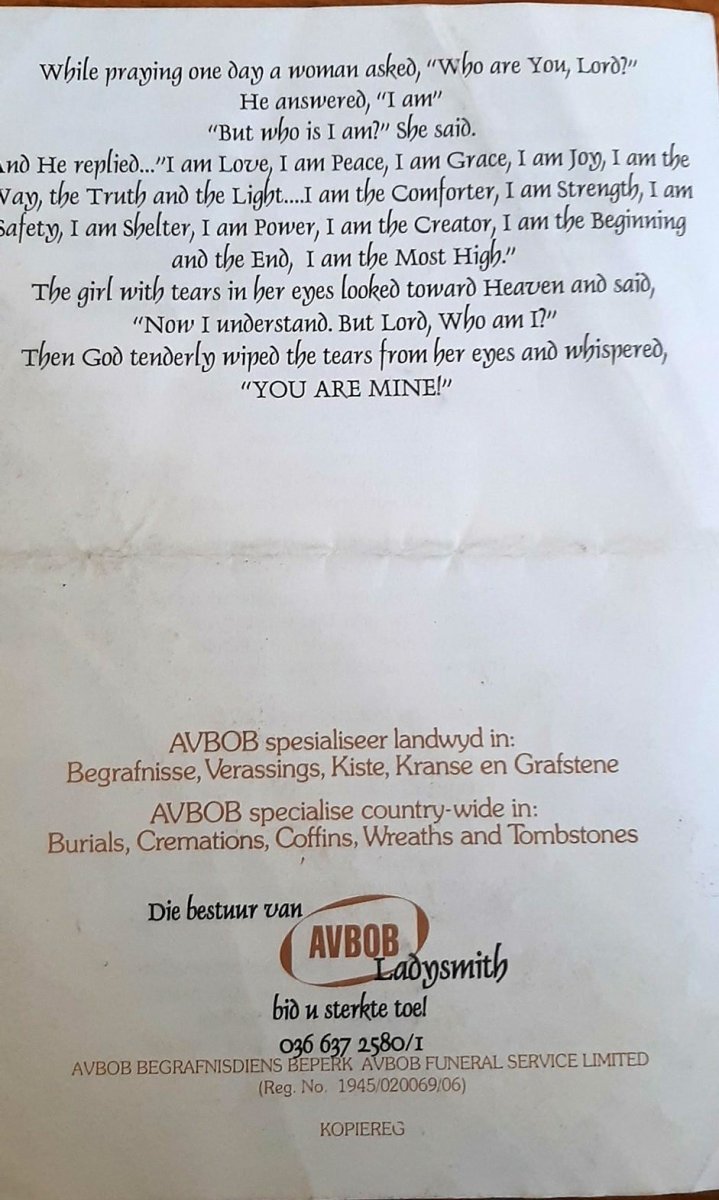 While praying one day a woman asked, "Who are You, Lord?"
He answered, "I am"
"But who is I am?" She said.
And He replied..."I am Love, I am Peace, I am Grace, I am Joy, I am the
Way, the Truth and the Light....I am the Comforter, I am Strength, I am
Safety, I am Shelter, I am Power, I am the Creator, I am the Beginning
and the End, I am the Most High."
The girl with tears in her eyes looked toward Heaven and said,
"Now I understand. But Lord, Who am I?"
Then God tenderly wiped the tears from her eyes and whispered,
"YOU ARE MINE!"
AVBOB spesialiseer landwyd in:
Begrafnisse, Verassings, Kiste, Kranse en Grafstene
AVBOB specialise country-wide in:
Burials, Cremations, Coffins, Wreaths and Tombstones
Die bestuur van
AVBOB
Ladysmith
bid u sterkte toe!
036 637 2580/1
AVBOB BEGRAFNISDIENS BEPERK AVBOB FUNERAL SERVICE LIMITED
(Reg. No. 1945/020069/06)
KOPIEREG